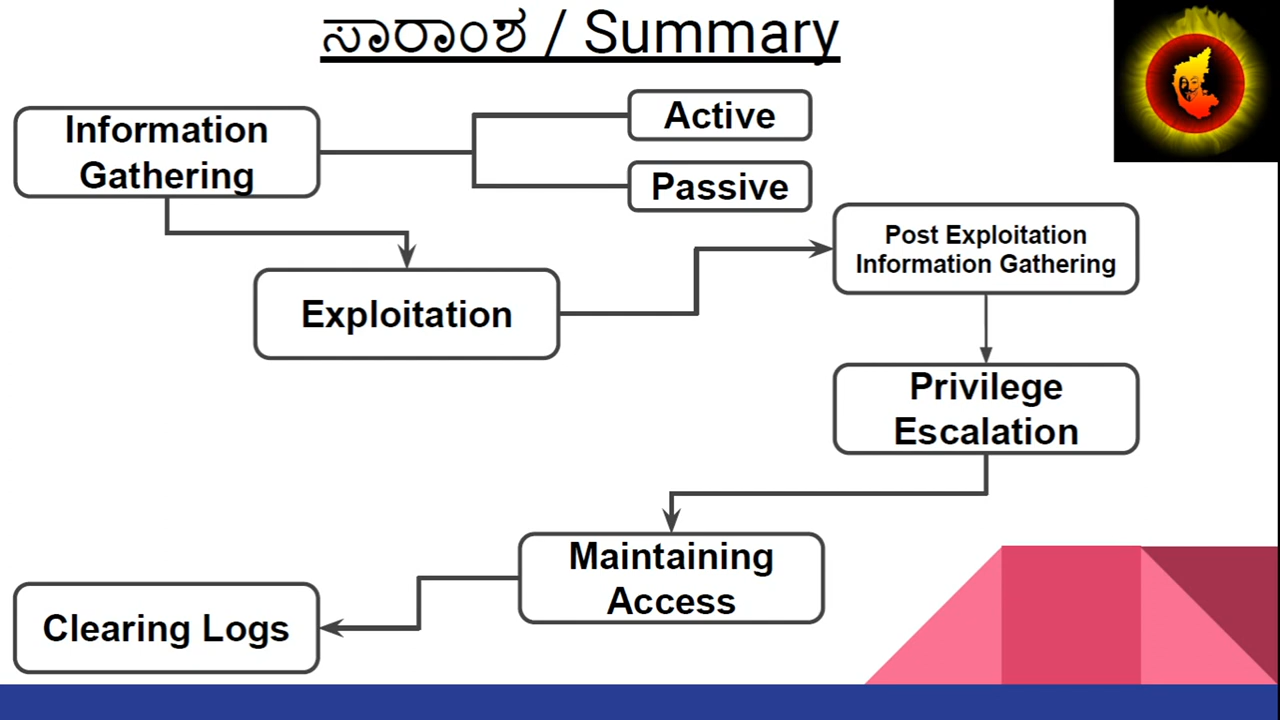 ಸಾರಾಂಶ / Summary
Information
Gathering
Active
Passive
Exploitation
Post Exploitation
Information Gathering
Privilege
Escalation
Maintaining
Access
Clearing Logs